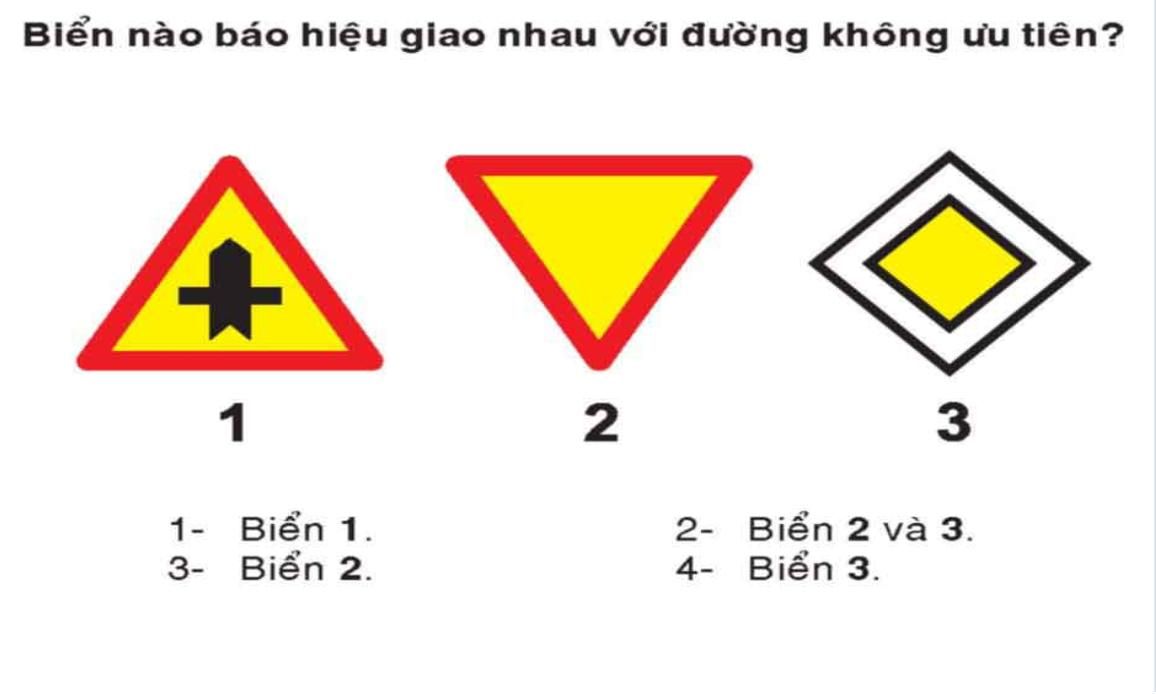 Biển nào báo hiệu giao nhau với đường không ưu tiên?
1 2 3
1- Biển 1. 2- Biển 2 và 3.
3- Biển 2. 4- Biển 3.